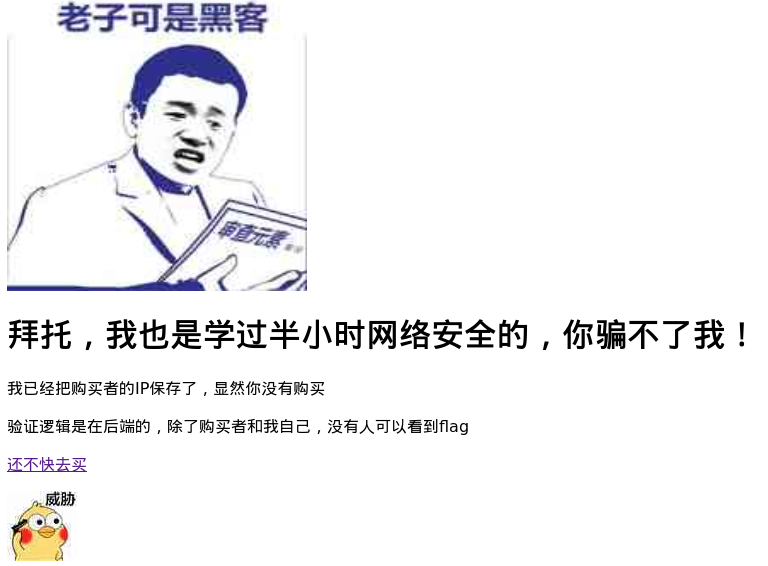 老子可是黑客
审查元素
拜托，我也是学过半小时网络安全的，你骗不了我！
我已经把购买者的IP保存了，显然你没有购买
验证逻辑是在后端的，除了购买者和我自己，没有人可以看到flag
还不快去买
威胁